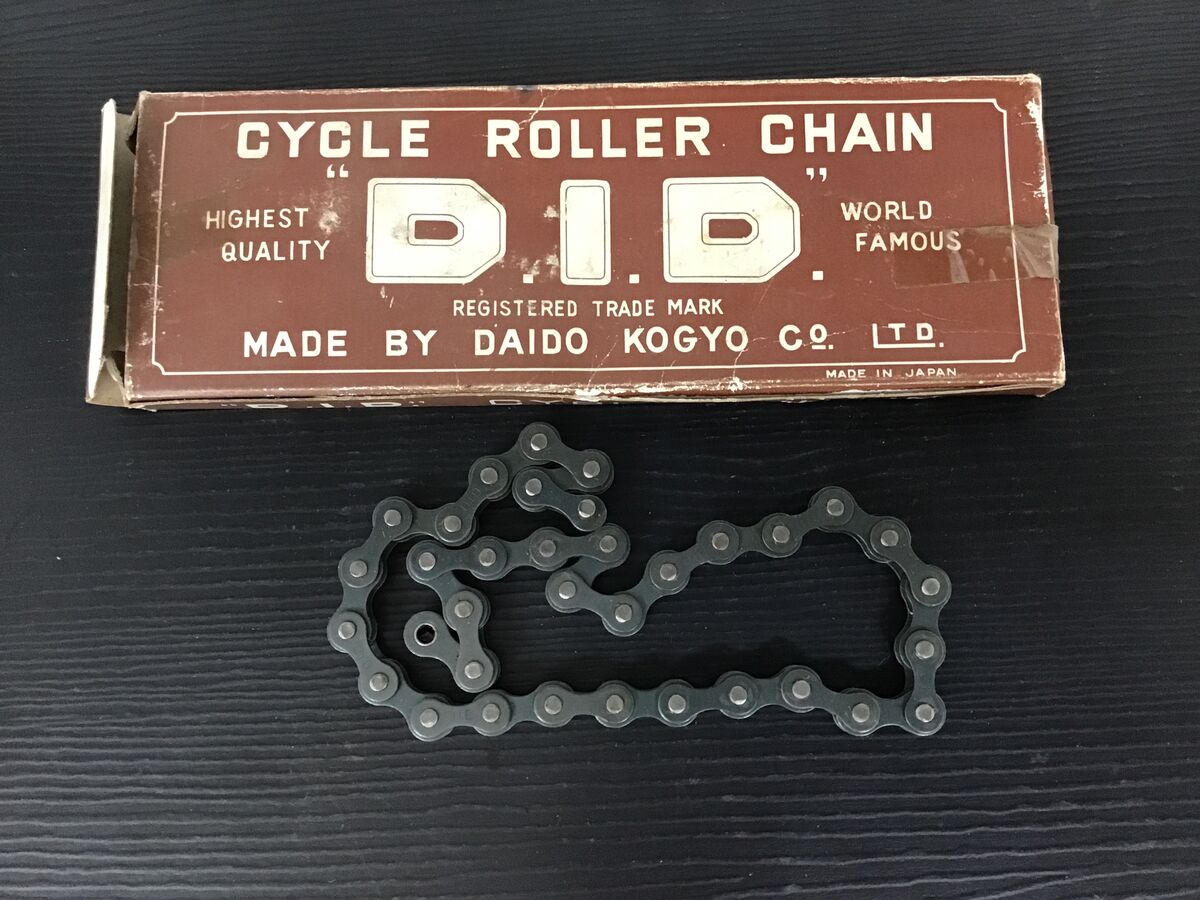 CYCLE ROLLER CHAIN
"D.I.D."
HIGHEST
QUALITY
WORLD
FAMOUS
REGISTERED TRADE MARK
MADE BY DAIDO KOGYO Co. LTD.
MADE IN JAPAN
"D.I.D"